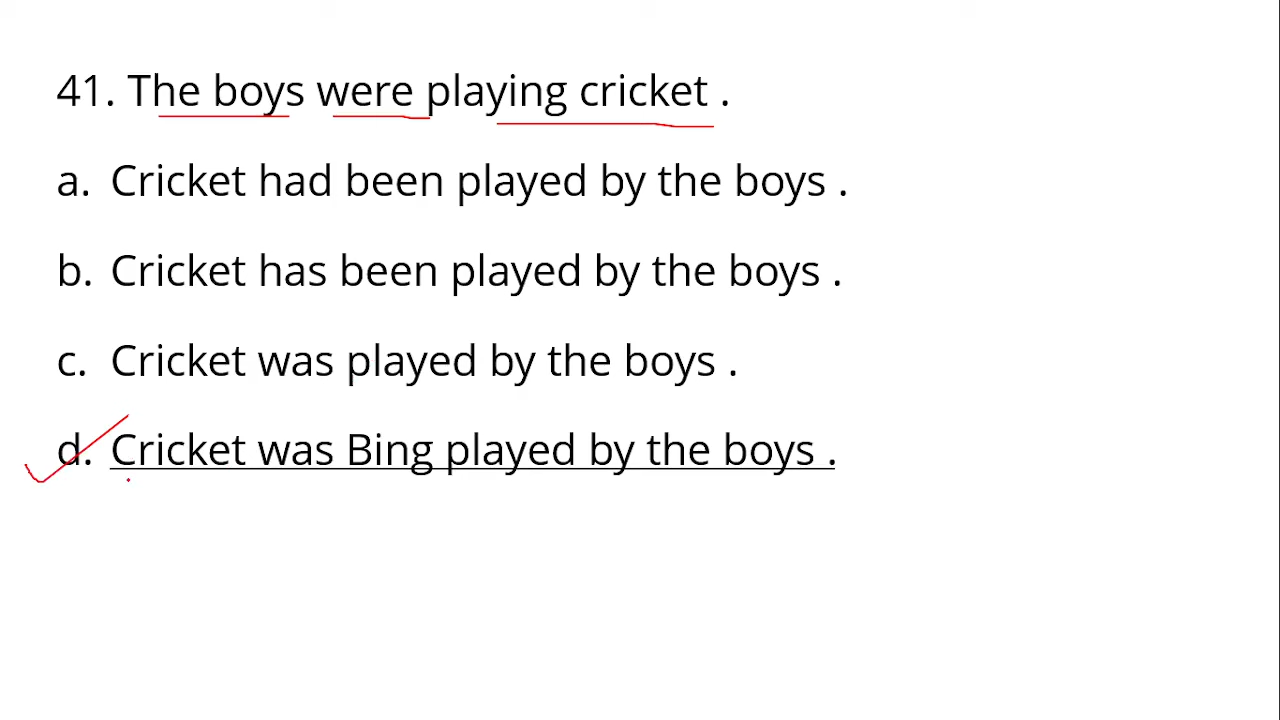 41. The boys were playing cricket .
a. Cricket had been played by the boys .
b. Cricket has been played by the boys .
c. Cricket was played by the boys .
d. Cricket was Bing played by the boys .